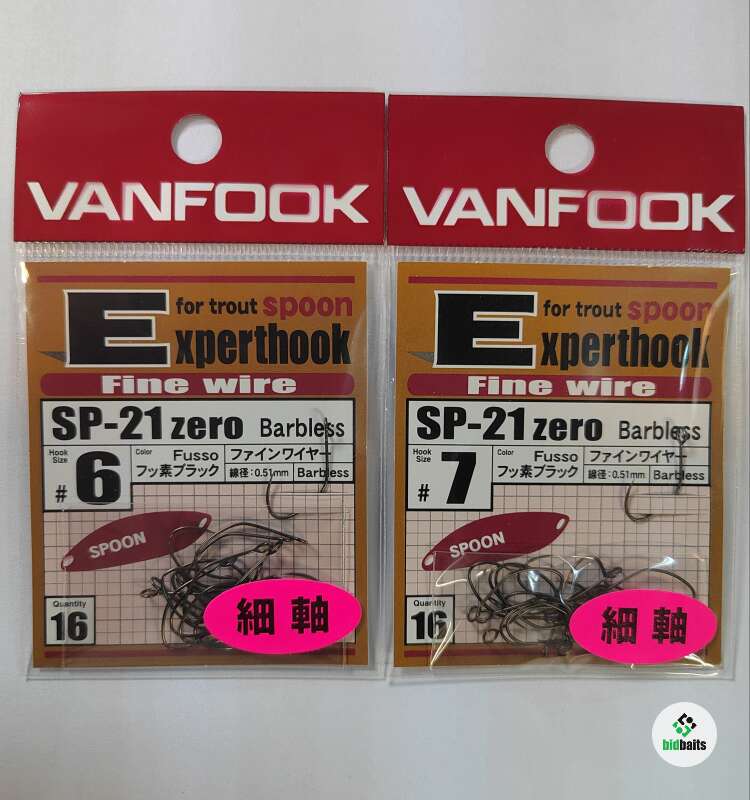 VANFOOK
for trout spoon
Experthook
Fine wire
SP-21 zero Barbless
Hook Size
#6
Color
Fusso
フッ素ブラック
ファインワイヤー
線径:0.51mm
Barbless
SPOON
Quantity
16
細軸
VANFOOK
for trout spoon
Experthook
Fine wire
SP-21 zero Barbless
Hook Size
#7
Color
Fusso
フッ素ブラック
ファインワイヤー
線径:0.51mm
Barbless
SPOON
Quantity
16
細軸
bidbaits